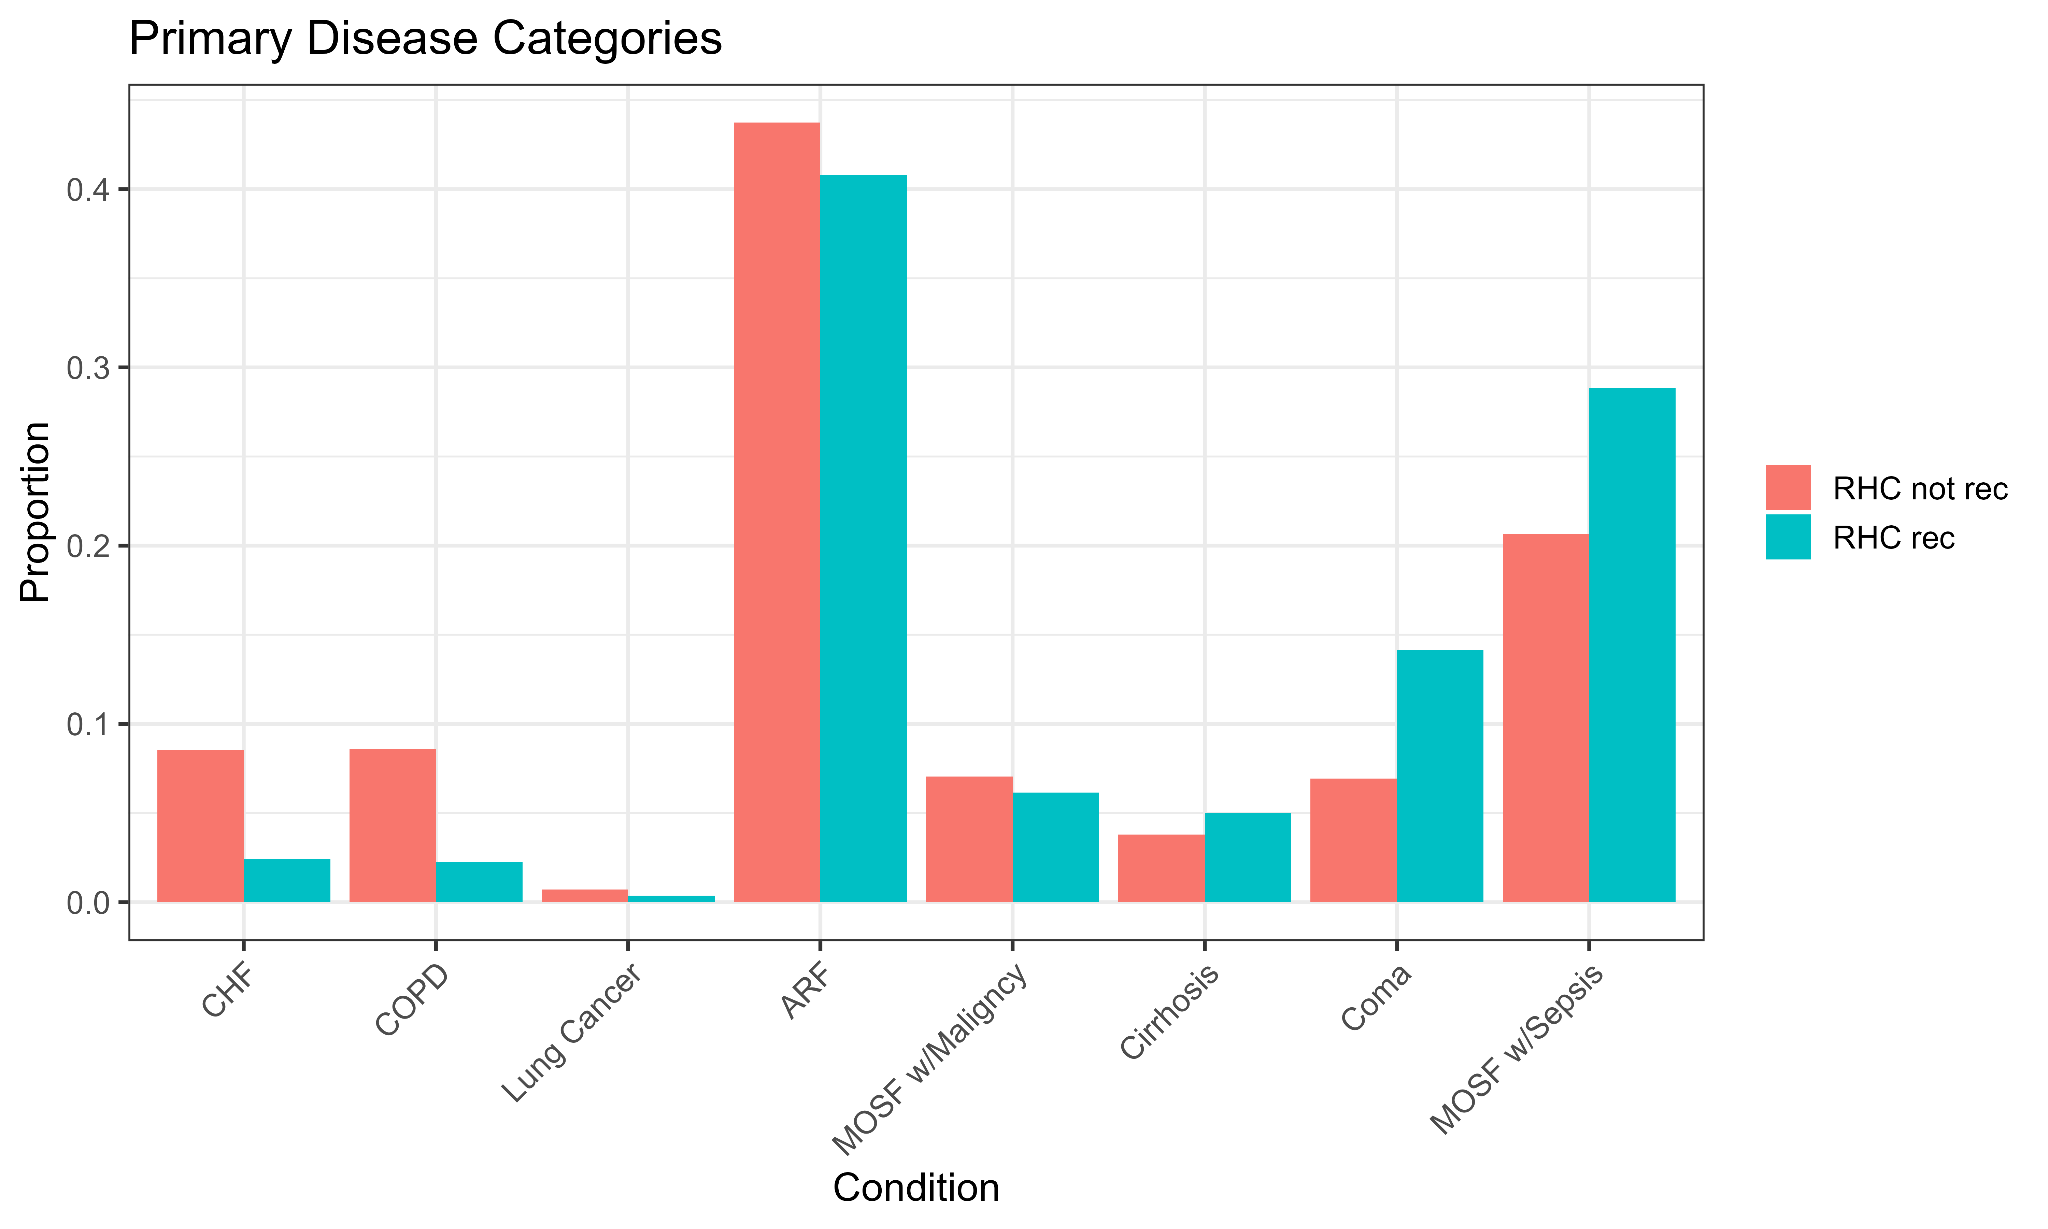 Primary Disease Categories
Proportion
0.4
0.3
0.2
0.1
0.0
CHF
COPD
Lung Cancer
ARF
MOSF w/Maligncy
Cirrhosis
Coma
MOSF w/Sepsis
Condition
RHC not rec
RHC rec